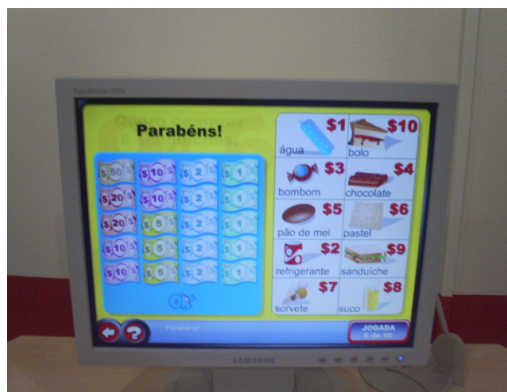 Parabéns!
$1
água
$10
bolo
$3
bombom
$4
chocolate
$5
pão de mel
$6
pastel
$2
refrigerante
$9
sanduíche
$7
sorvete
$8
suco
$50 $10 $2 $1
$20 $10 $2 $1
$20 $5 $2 $1
$10 $5 $2 $1
$10 $5 $2 $1
?
Parabéns!
JOGADA
SAMSUNG